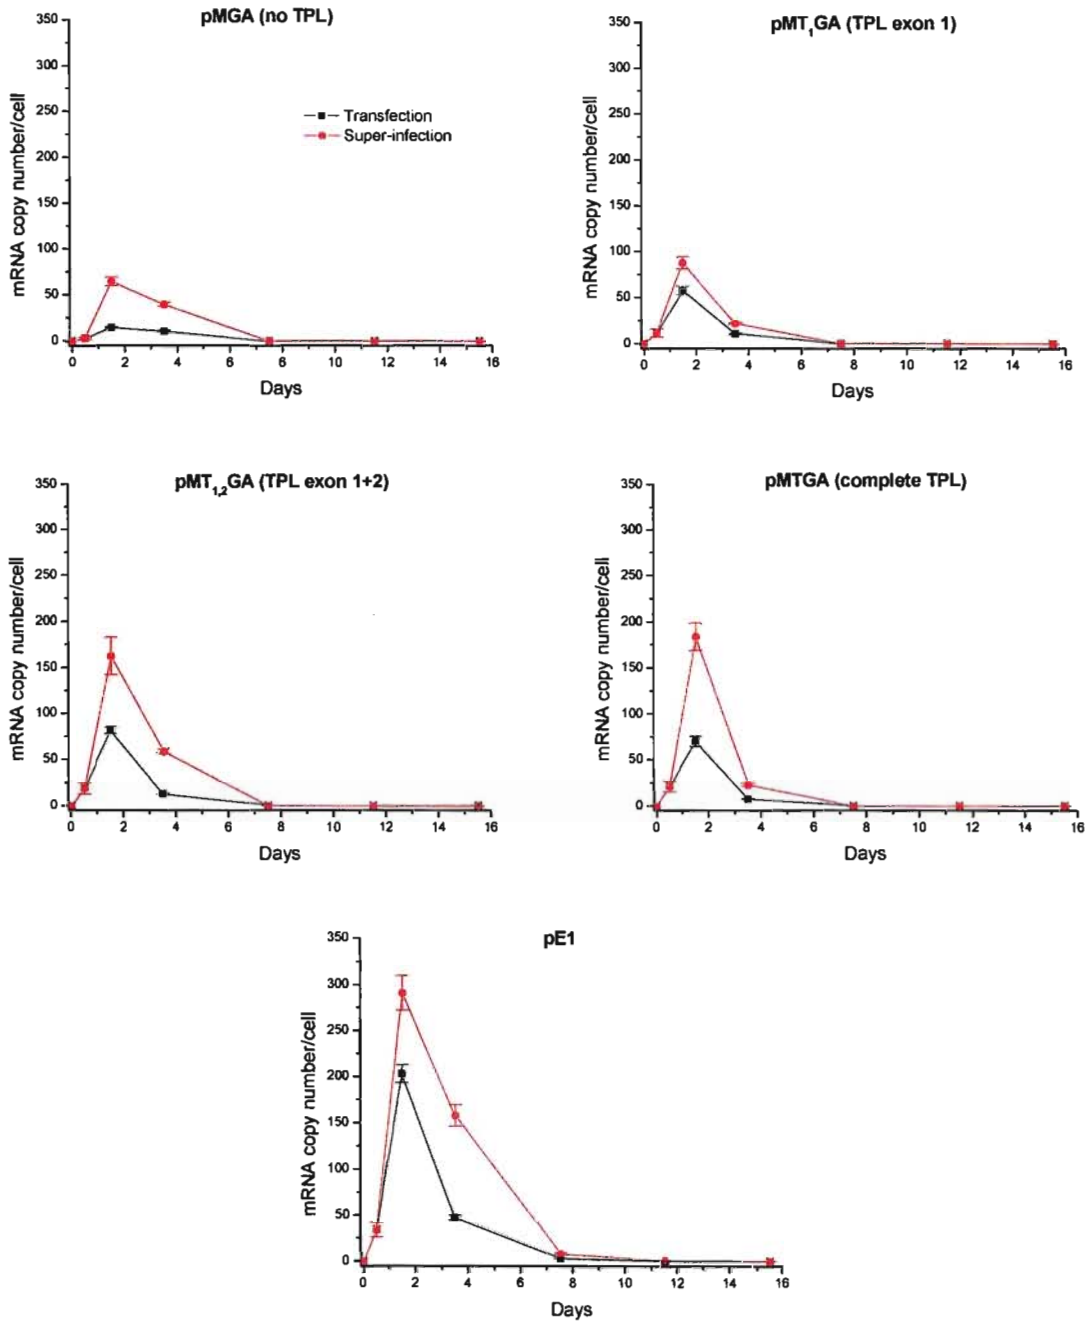 pMGA (no TPL)
350
300
250
200
150
100
50
0
mRNA copy number/cell
Transfection
Super-infection
0 2 4 6 8 10 12 14 16
Days
pMT1GA (TPL exon 1)
350
300
250
200
150
100
50
0
mRNA copy number/cell
0 2 4 6 8 10 12 14 16
Days
pMT1,2GA (TPL exon 1+2)
350
300
250
200
150
100
50
0
mRNA copy number/cell
0 2 4 6 8 10 12 14 16
Days
pMTGA (complete TPL)
350
300
250
200
150
100
50
0
mRNA copy number/cell
0 2 4 6 8 10 12 14 16
Days
pE1
350
300
250
200
150
100
50
0
mRNA copy number/cell
0 2 4 6 8 10 12 14 16
Days